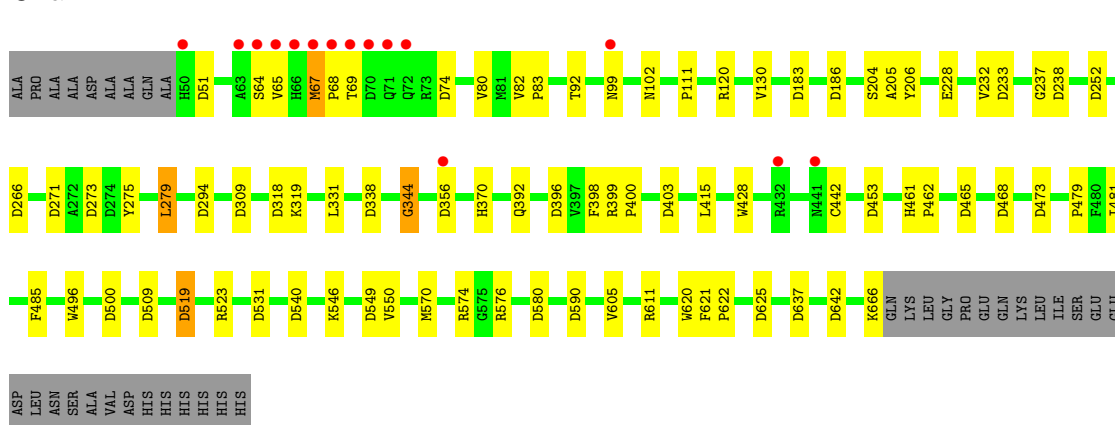 ALA PRO ALA ALA ASP ALA ALA ALA GLN ALA H50 D51 A63 S64 V65 H66 M67 P68 T69 D70 Q71 Q72 R73 D74 V80 M81 V82 P83 T92 N99 N102 P111 R120 V130 D183 D186 S204 A205 Y206 E228 V232 D233 G237 D238 D252
D266 D271 A272 D273 D274 Y275 L279 D294 D309 D318 K319 L331 D338 G344 D356 H370 Q392 D396 V397 F398 R399 P400 D403 L415 W428 R432 N441 C442 D453 H461 P462 D465 D468 D473 P479 F480
F485 W496 D500 D509 D519 R523 D531 D540 K546 D549 V550 M570 R574 G575 R576 D580 D590 V605 R611 W620 F621 P622 D625 D637 D642 K666 GLN LYS LEU GLY PRO GLU GLN LYS LEU ILE SER GLU
ASP LEU ASN SER ALA VAL ASP HIS HIS HIS HIS HIS HIS